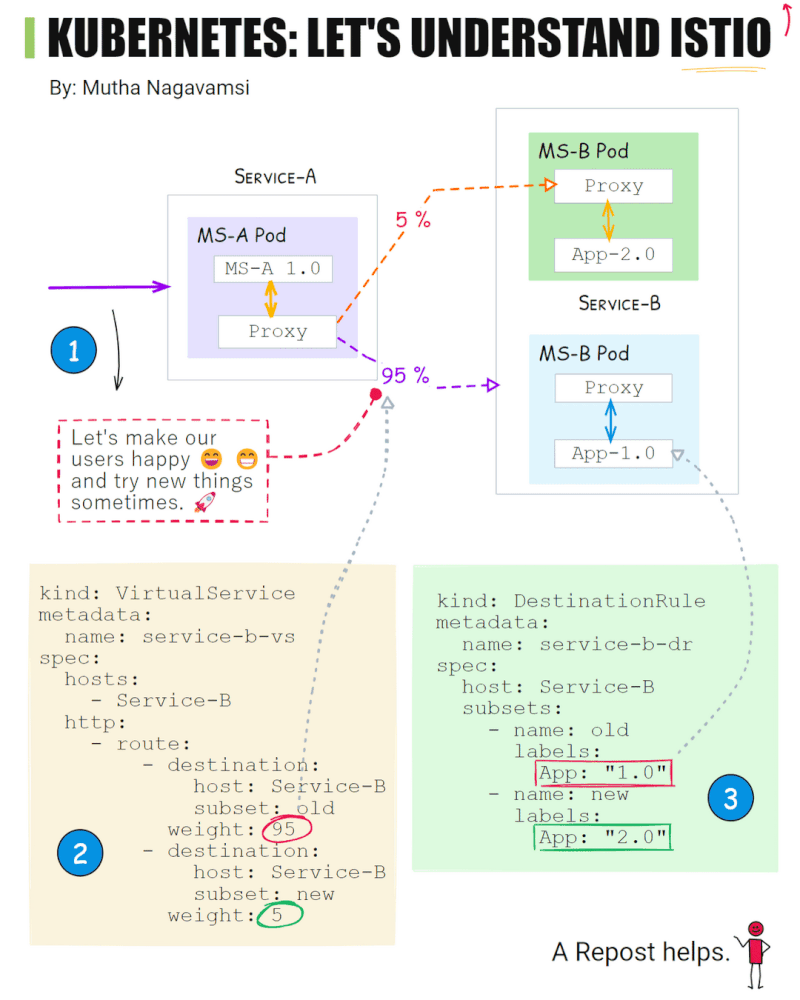 KUBERNETES: LET'S UNDERSTAND ISTIO
By: Mutha Nagavamsi
SERVICE-A
MS-A Pod
MS-A 1.0
Proxy
5 %
95 %
MS-B Pod
Proxy
App-2.0
SERVICE-B
MS-B Pod
Proxy
App-1.0
1
Let's make our
users happy 😄 😁
and try new things
sometimes. 🚀
kind: VirtualService
metadata:
  name: service-b-vs
spec:
  hosts:
    - Service-B
  http:
    - route:
        - destination:
            host: Service-B
            subset: old
          weight: 95
        - destination:
            host: Service-B
            subset: new
          weight: 5
2
kind: DestinationRule
metadata:
  name: service-b-dr
spec:
  host: Service-B
  subsets:
    - name: old
      labels:
        App: "1.0"
    - name: new
      labels:
        App: "2.0"
3
A Repost helps.